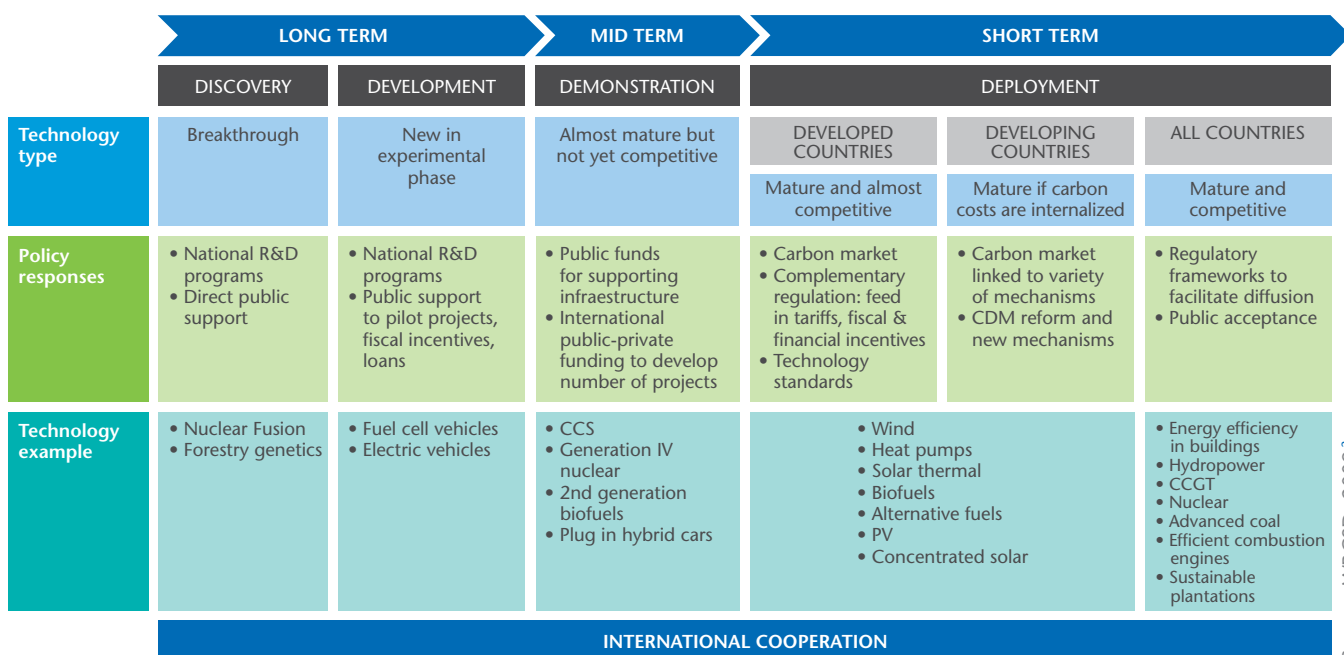 LONG TERM
MID TERM
SHORT TERM
DISCOVERY
DEVELOPMENT
DEMONSTRATION
DEPLOYMENT
Technology
type
Breakthrough
New in
experimental
phase
Almost mature but
not yet competitive
DEVELOPED
COUNTRIES
Mature and almost
competitive
DEVELOPING
COUNTRIES
Mature if carbon
costs are internalized
ALL COUNTRIES
Mature and
competitive
Policy
responses
• National R&D
programs
• Direct public
support
• National R&D
programs
• Public support
to pilot projects,
fiscal incentives,
loans
• Public funds
for supporting
infraestructure
• International
public-private
funding to develop
number of projects
• Carbon market
• Complementary
regulation: feed
in tariffs, fiscal &
financial incentives
• Technology
standards
• Carbon market
linked to variety
of mechanisms
• CDM reform and
new mechanisms
• Regulatory
frameworks to
facilitate diffusion
• Public acceptance
Technology
example
• Nuclear Fusion
• Forestry genetics
• Fuel cell vehicles
• Electric vehicles
• CCS
• Generation IV
nuclear
• 2nd generation
biofuels
• Plug in hybrid cars
• Wind
• Heat pumps
• Solar thermal
• Biofuels
• Alternative fuels
• PV
• Concentrated solar
• Energy efficiency
in buildings
• Hydropower
• CCGT
• Nuclear
• Advanced coal
• Efficient combustion
engines
• Sustainable
plantations
INTERNATIONAL COOPERATION